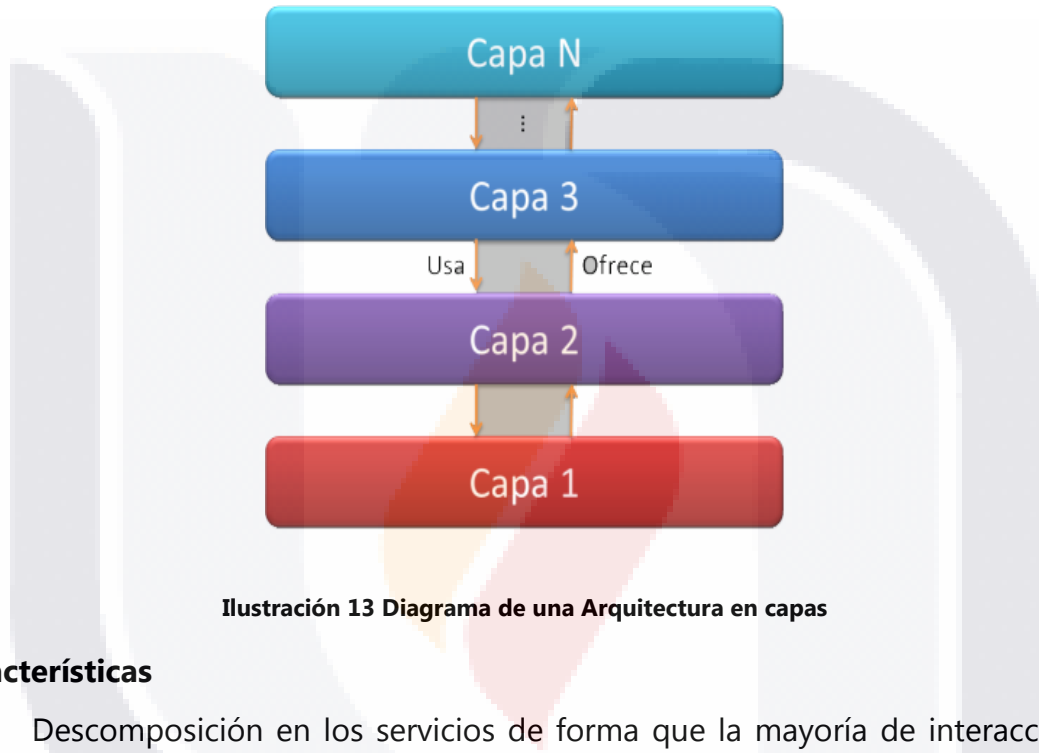 Capa N
⋮
Capa 3
Usa Ofrece
Capa 2
Capa 1
Ilustración 13 Diagrama de una Arquitectura en capas
acterísticas
Descomposición en los servicios de forma que la mayoría de interacc